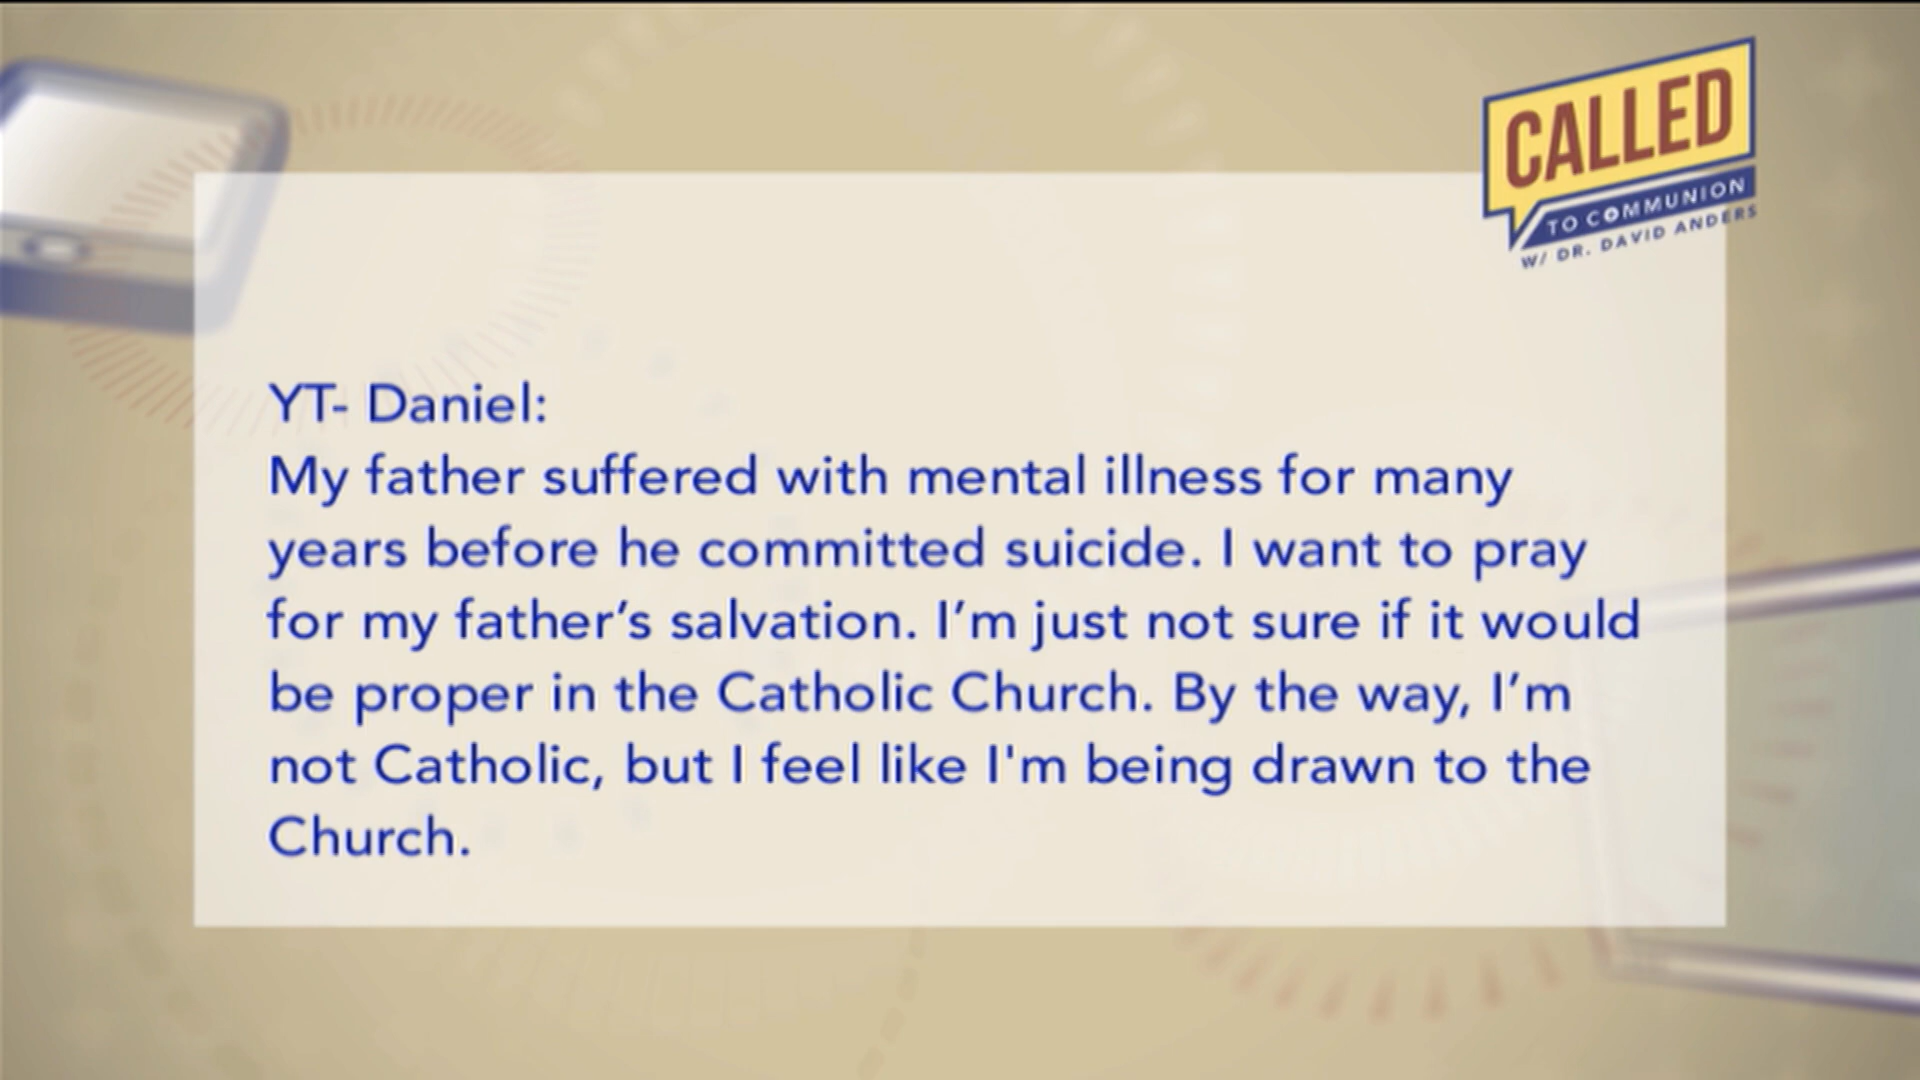 CALLED
TO COMMUNION
W/ DR. DAVID ANDERS
YT- Daniel:
My father suffered with mental illness for many
years before he committed suicide. I want to pray
for my father’s salvation. I’m just not sure if it would
be proper in the Catholic Church. By the way, I’m
not Catholic, but I feel like I'm being drawn to the
Church.